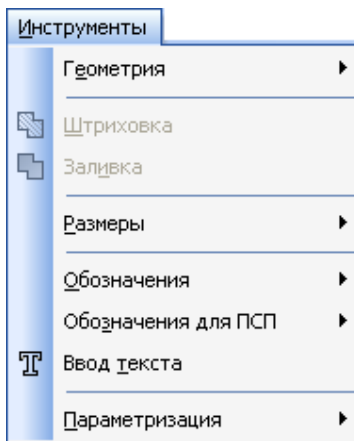 Инструменты
Геометрия
Штриховка
Заливка
Размеры
Обозначения
Обозначения для ПСП
Ввод текста
Параметризация